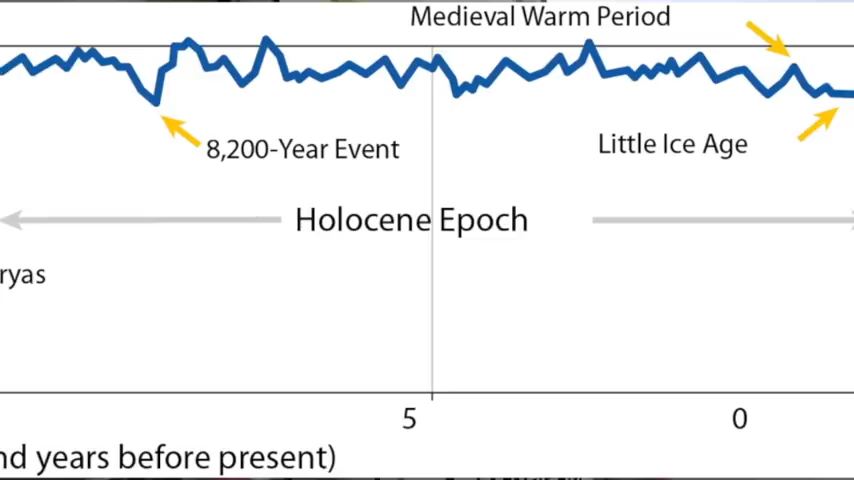 Medieval Warm Period
8,200-Year Event
Little Ice Age
Holocene Epoch
ryas
5 0
nd years before present)